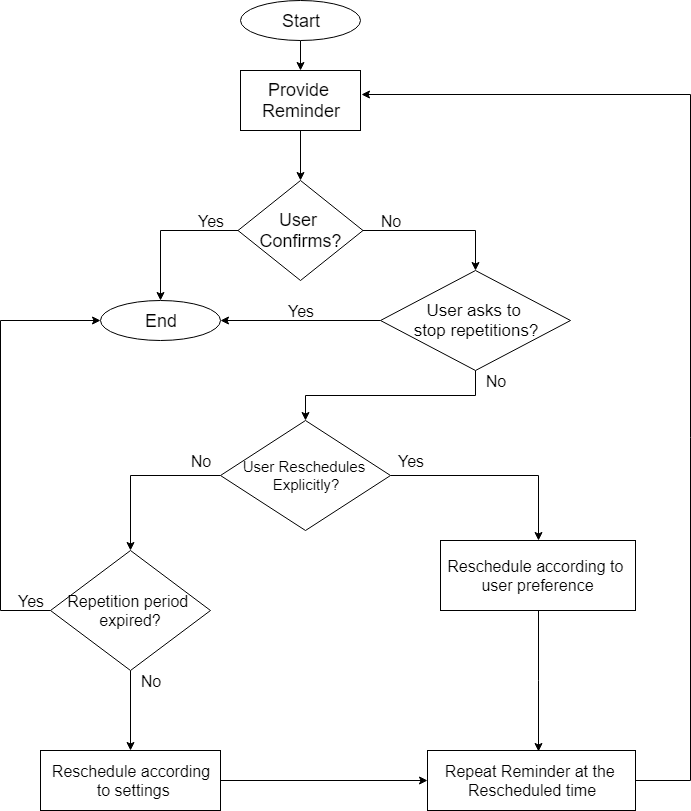 Start
Provide
Reminder
Yes
User
Confirms?
No
End
Yes
User asks to
stop repetitions?
No
No
User Reschedules
Explicitly?
Yes
Reschedule according to
user preference
Yes
Repetition period
expired?
No
Reschedule according
to settings
Repeat Reminder at the
Rescheduled time